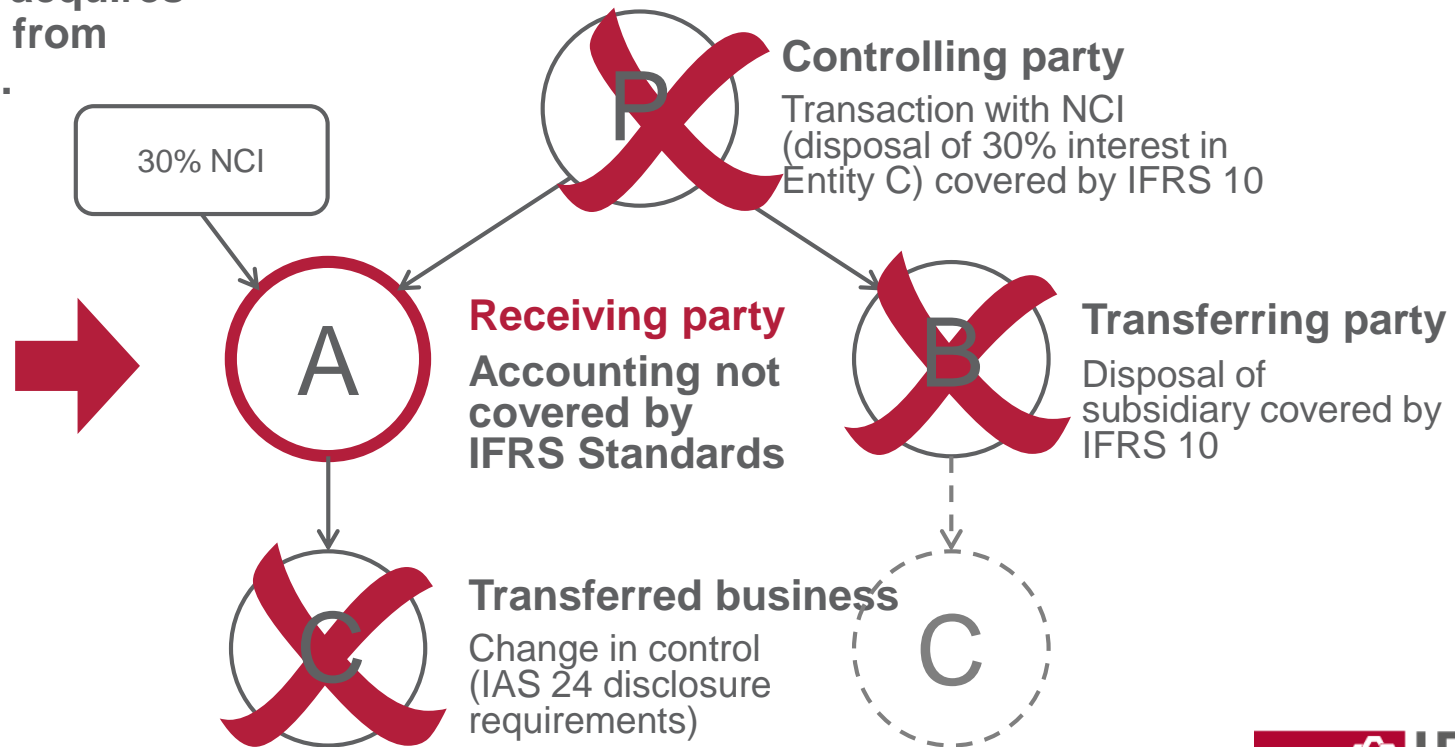 acquires
from
.
P
Controlling party
Transaction with NCI
(disposal of 30% interest in
Entity C) covered by IFRS 10
30% NCI
A
Receiving party
Accounting not
covered by
IFRS Standards
B
Transferring party
Disposal of
subsidiary covered by
IFRS 10
C
Transferred business
Change in control
(IAS 24 disclosure
requirements)
C